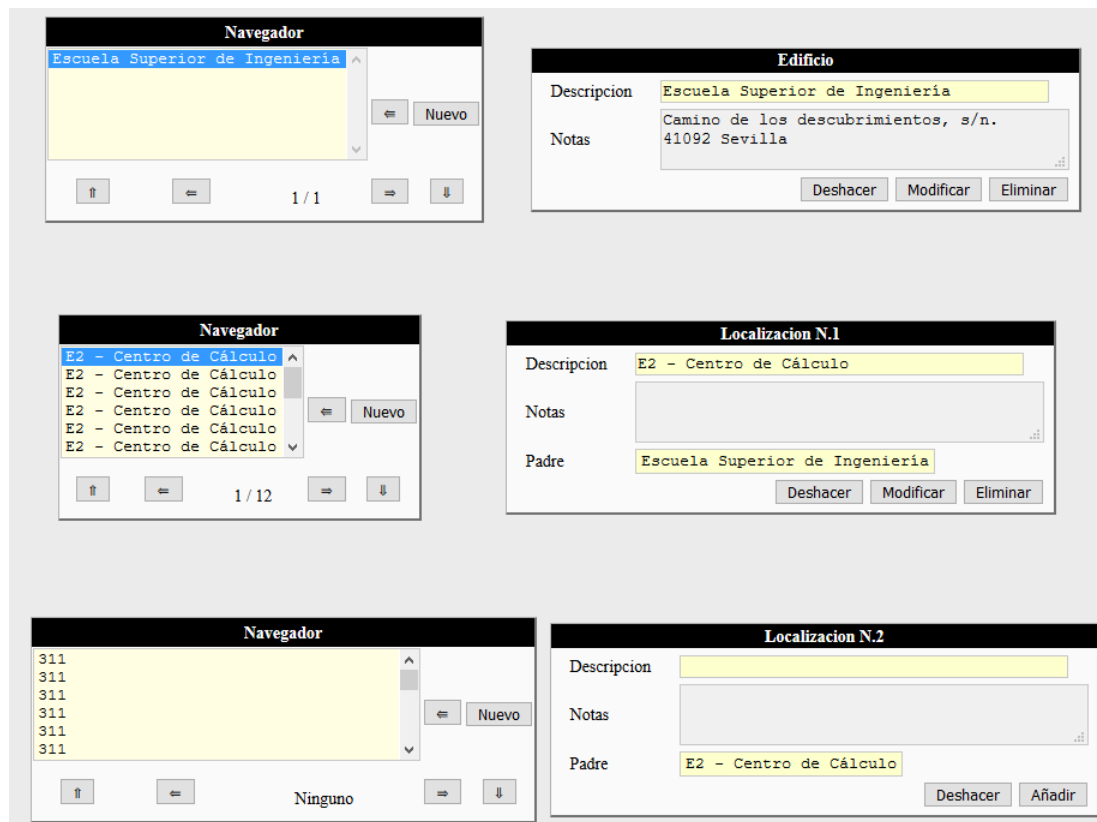 Navegador
Escuela Superior de Ingeniería
⇐ Nuevo
⇑ ⇐ 1 / 1 ⇒ ⇓
Edificio
Descripcion Escuela Superior de Ingeniería
Notas Camino de los descubrimientos, s/n.
41092 Sevilla
Deshacer Modificar Eliminar
Navegador
E2 - Centro de Cálculo
E2 - Centro de Cálculo
E2 - Centro de Cálculo
E2 - Centro de Cálculo
E2 - Centro de Cálculo
E2 - Centro de Cálculo
⇐ Nuevo
⇑ ⇐ 1 / 12 ⇒ ⇓
Localizacion N.1
Descripcion E2 - Centro de Cálculo
Notas
Padre Escuela Superior de Ingeniería
Deshacer Modificar Eliminar
Navegador
311
311
311
311
311
311
⇐ Nuevo
⇑ ⇐ Ninguno ⇒ ⇓
Localizacion N.2
Descripcion
Notas
Padre E2 - Centro de Cálculo
Deshacer Añadir